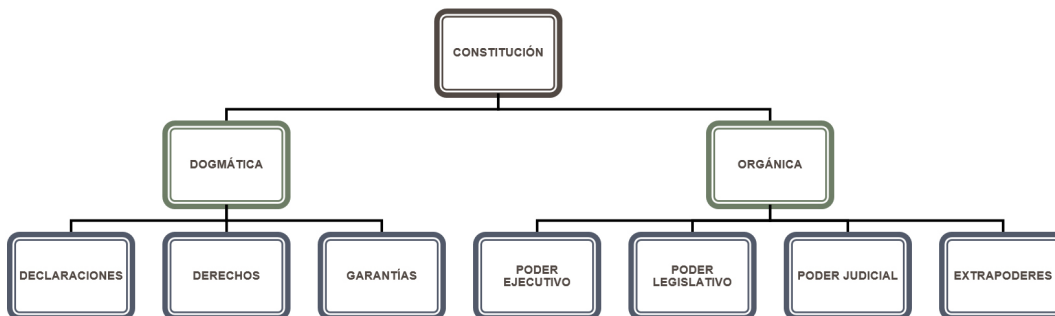 CONSTITUCIÓN
DOGMÁTICA
ORGÁNICA
DECLARACIONES
DERECHOS
GARANTÍAS
PODER
EJECUTIVO
PODER
LEGISLATIVO
PODER JUDICIAL
EXTRAPODERES